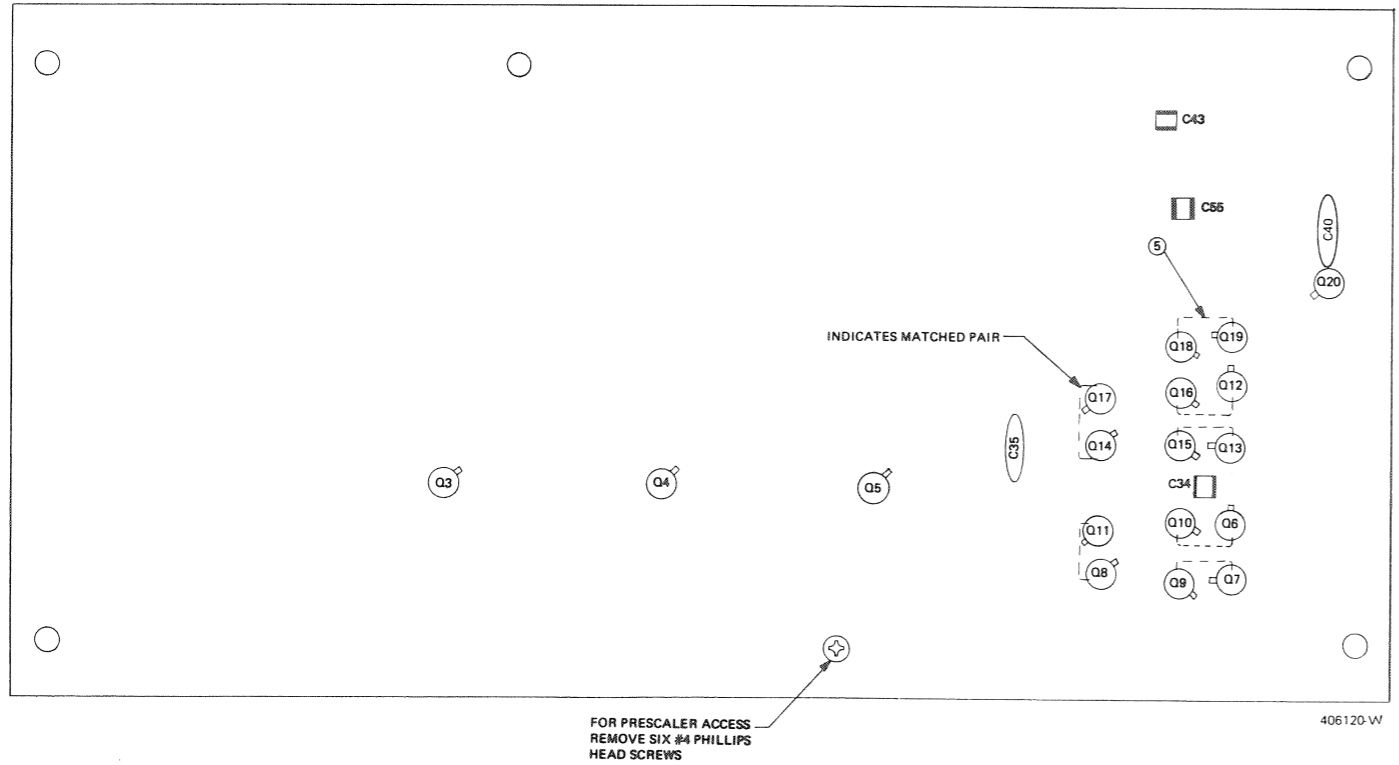 C43
C55
C40
5
Q20
INDICATES MATCHED PAIR
Q18
Q19
Q17
Q16
Q12
C35
Q14
Q15
Q13
Q3
Q4
Q5
C34
Q11
Q10
Q6
Q8
Q9
Q7
FOR PRESCALER ACCESS
REMOVE SIX #4 PHILLIPS
HEAD SCREWS
406120-W